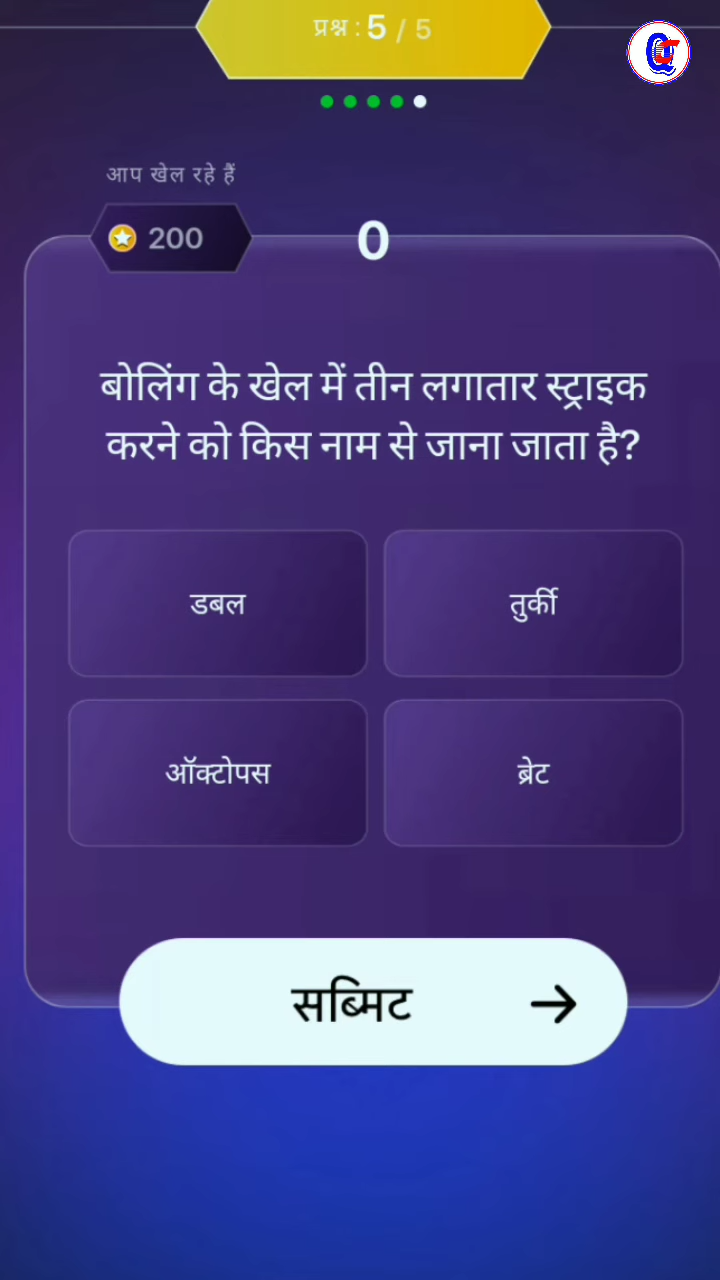 प्रश्न : 5 / 5
आप खेल रहे हैं
200
0
बोलिंग के खेल में तीन लगातार स्ट्राइक
करने को किस नाम से जाना जाता है?
डबल
तुर्की
ऑक्टोपस
ब्रेट
सब्मिट